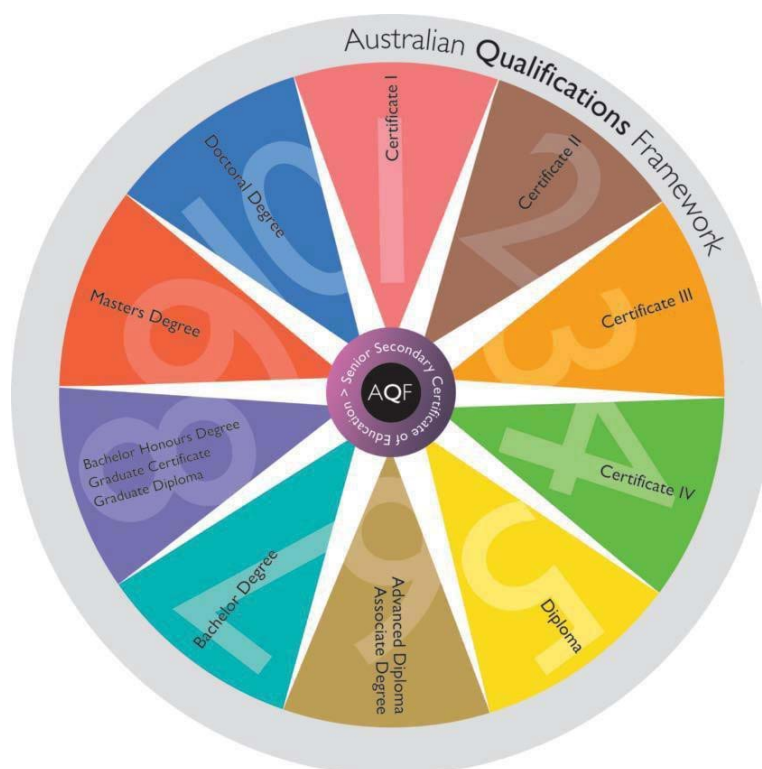 Australian Qualifications Framework
1
Certificate I
2
Certificate II
3
Certificate III
4
Certificate IV
5
Diploma
6
Advanced Diploma
Associate Degree
7
Bachelor Degree
8
Bachelor Honours Degree
Graduate Certificate
Graduate Diploma
9
Masters Degree
10
Doctoral Degree
Senior Secondary Certificate of Education >
AQF